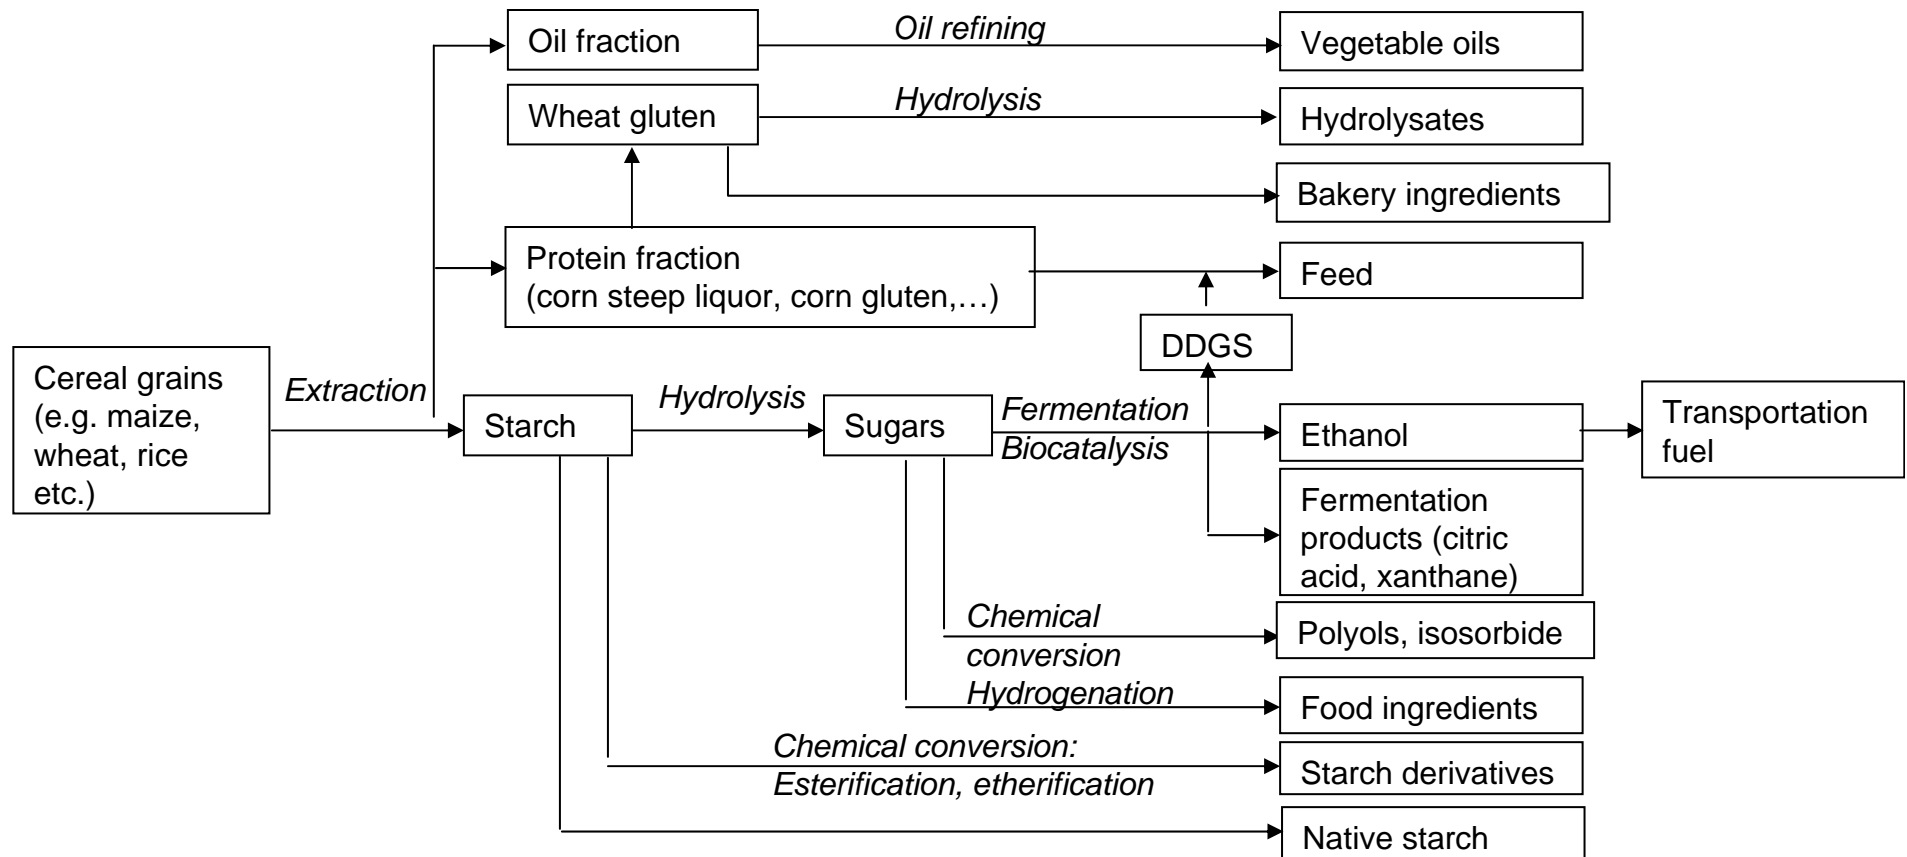 Oil fraction
Oil refining
Vegetable oils
Wheat gluten
Hydrolysis
Hydrolysates
Bakery ingredients
Protein fraction
(corn steep liquor, corn gluten,…)
Feed
DDGS
Cereal grains
(e.g. maize,
wheat, rice
etc.)
Extraction
Starch
Hydrolysis
Sugars
Fermentation
Biocatalysis
Ethanol
Transportation
fuel
Fermentation
products (citric
acid, xanthane)
Chemical
conversion
Hydrogenation
Polyols, isosorbide
Food ingredients
Chemical conversion:
Esterification, etherification
Starch derivatives
Native starch